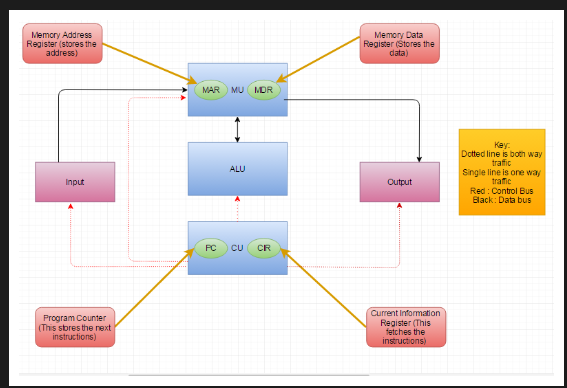 Memory Address
Register (stores the
address)
Memory Data
Register (Stores the
data)
MAR
MU
MDR
Key:
Dotted line is both way
traffic
Single line is one way
traffic
Red : Control Bus
Black : Data bus
Input
ALU
Output
PC
CU
CIR
Program Counter
(This stores the next
instructions)
Current Information
Register (This
fetches the
instructions)